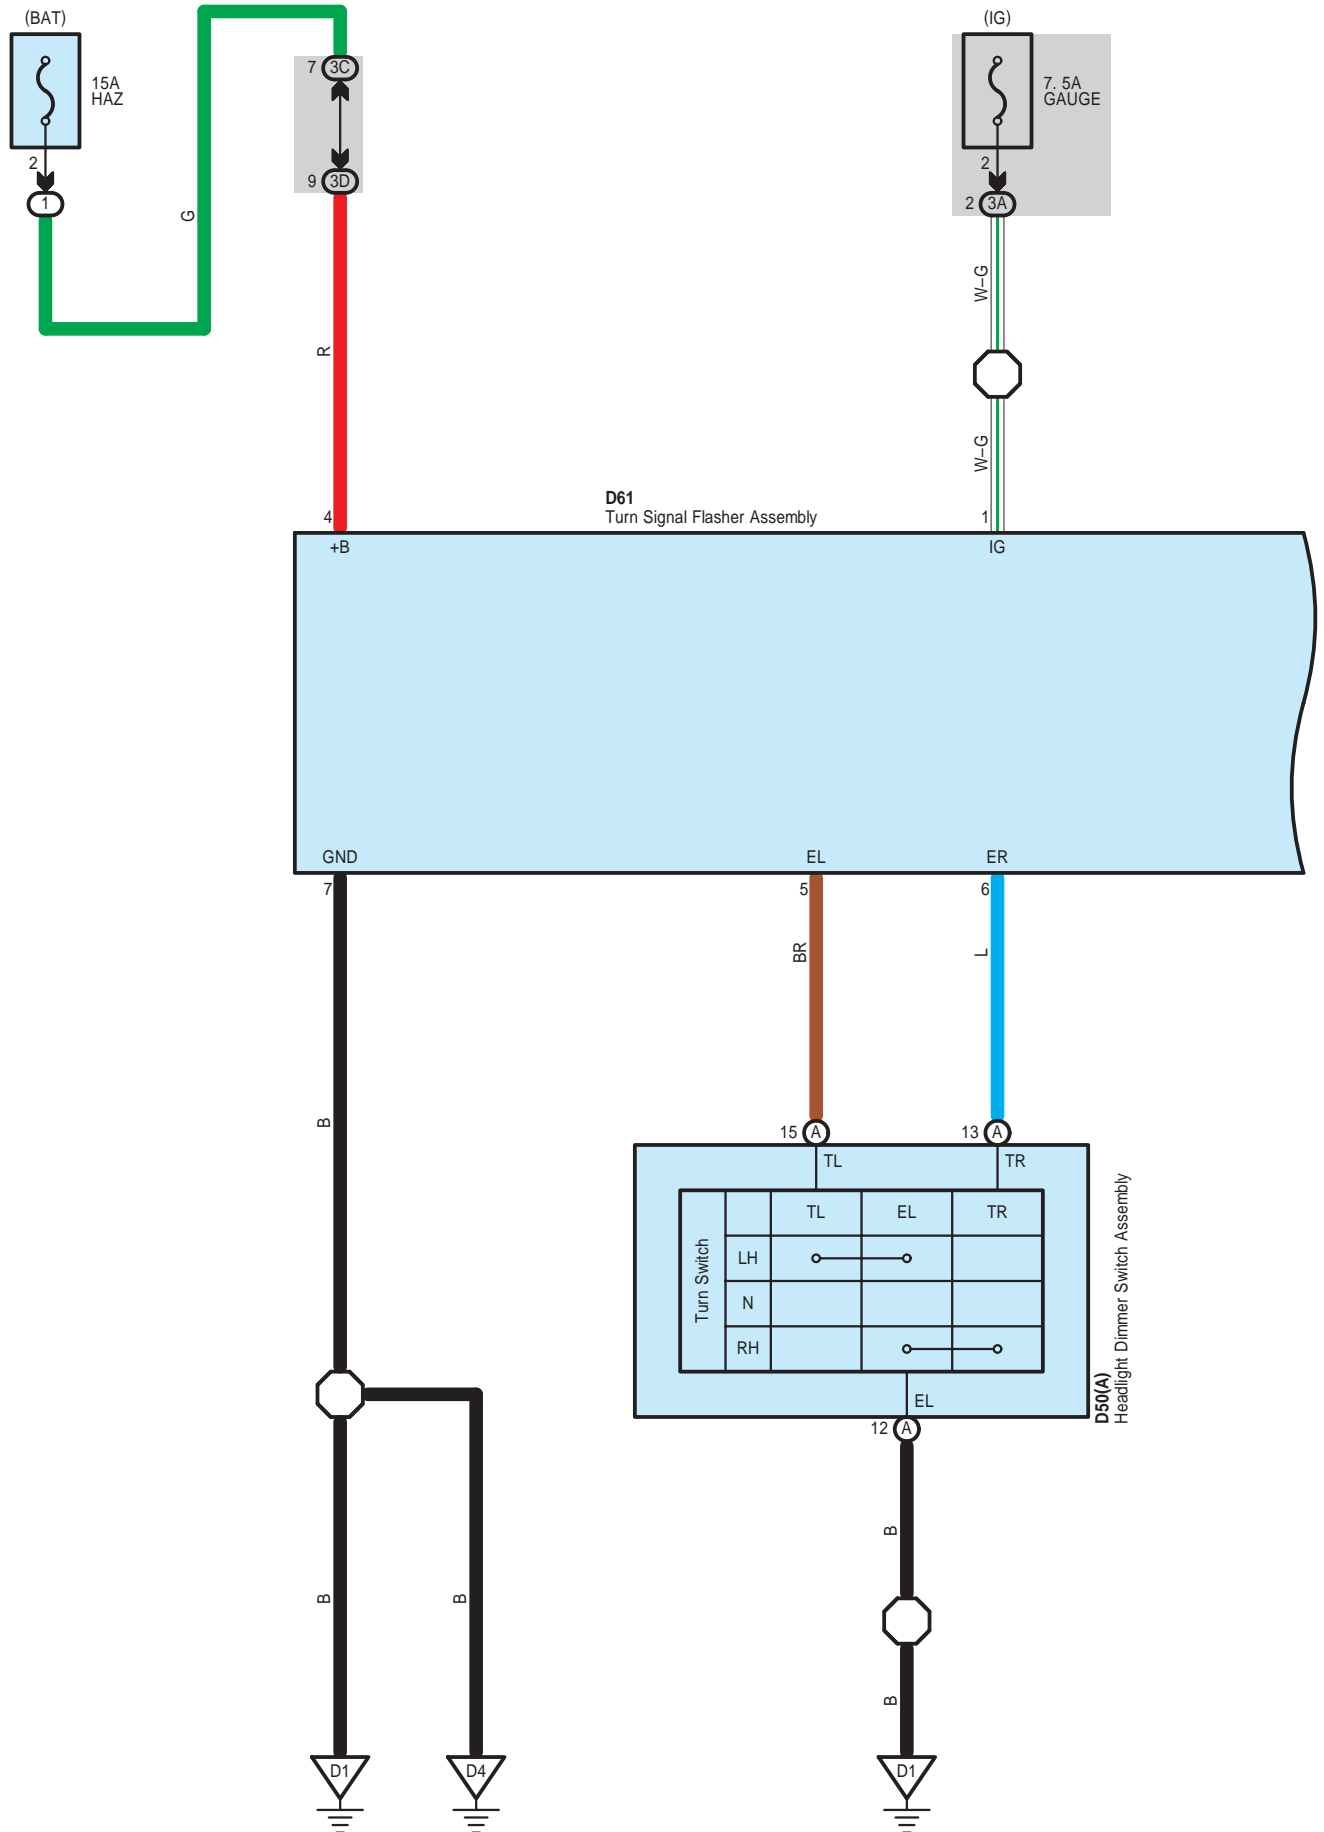 (BAT)
(IG)
15A
HAZ
7 3C
7. 5A
GAUGE
2
2
9 3D
1
2 3A
G
W–G
R
W–G
D61
Turn Signal Flasher Assembly
4
1
+B
IG
GND
EL
ER
7
5
6
BR
L
B
15 A
13 A
TL
TR
Turn Switch
TL EL TR
LH
N
RH
EL
12 A
D50(A)
Headlight Dimmer Switch Assembly
B
B
B
B
D1
D4
D1